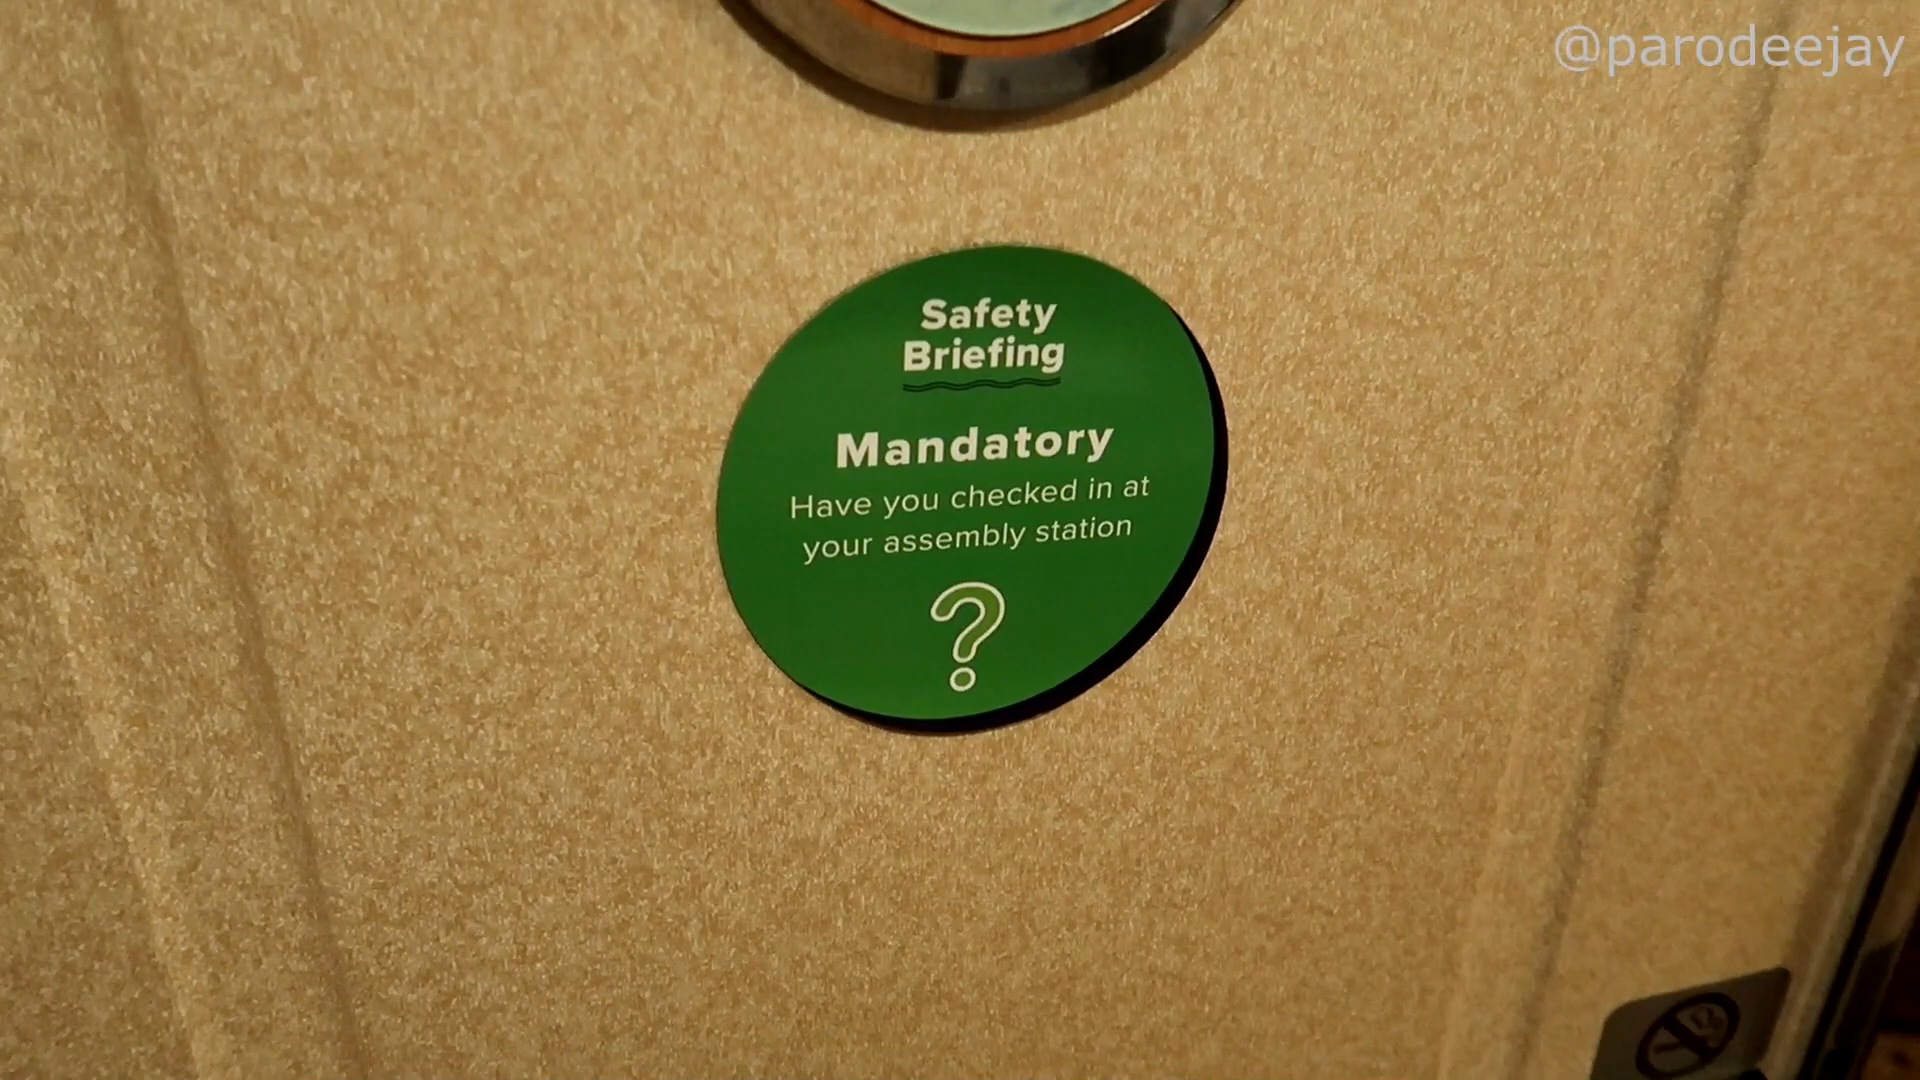 @parodeejay
Safety
Briefing
Mandatory
Have you checked in at
your assembly station
?